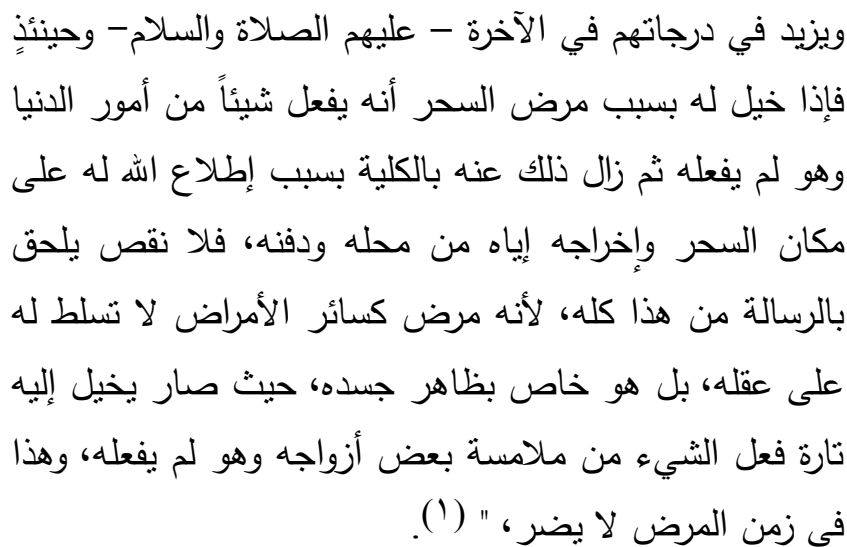 ويزيد في درجاتهم في الآخرة – عليهم الصلاة والسلام– وحينئذٍ
فإذا خيل له بسبب مرض السحر أنه يفعل شيئاً من أمور الدنيا
وهو لم يفعله ثم زال ذلك عنه بالكلية بسبب إطلاع الله له على
مكان السحر وإخراجه إياه من محله ودفنه، فلا نقص يلحق
بالرسالة من هذا كله، لأنه مرض كسائر الأمراض لا تسلط له
على عقله، بل هو خاص بظاهر جسده، حيث صار يخيل إليه
تارة فعل الشيء من ملامسة بعض أزواجه وهو لم يفعله، وهذا
في زمن المرض لا يضر، " (١).